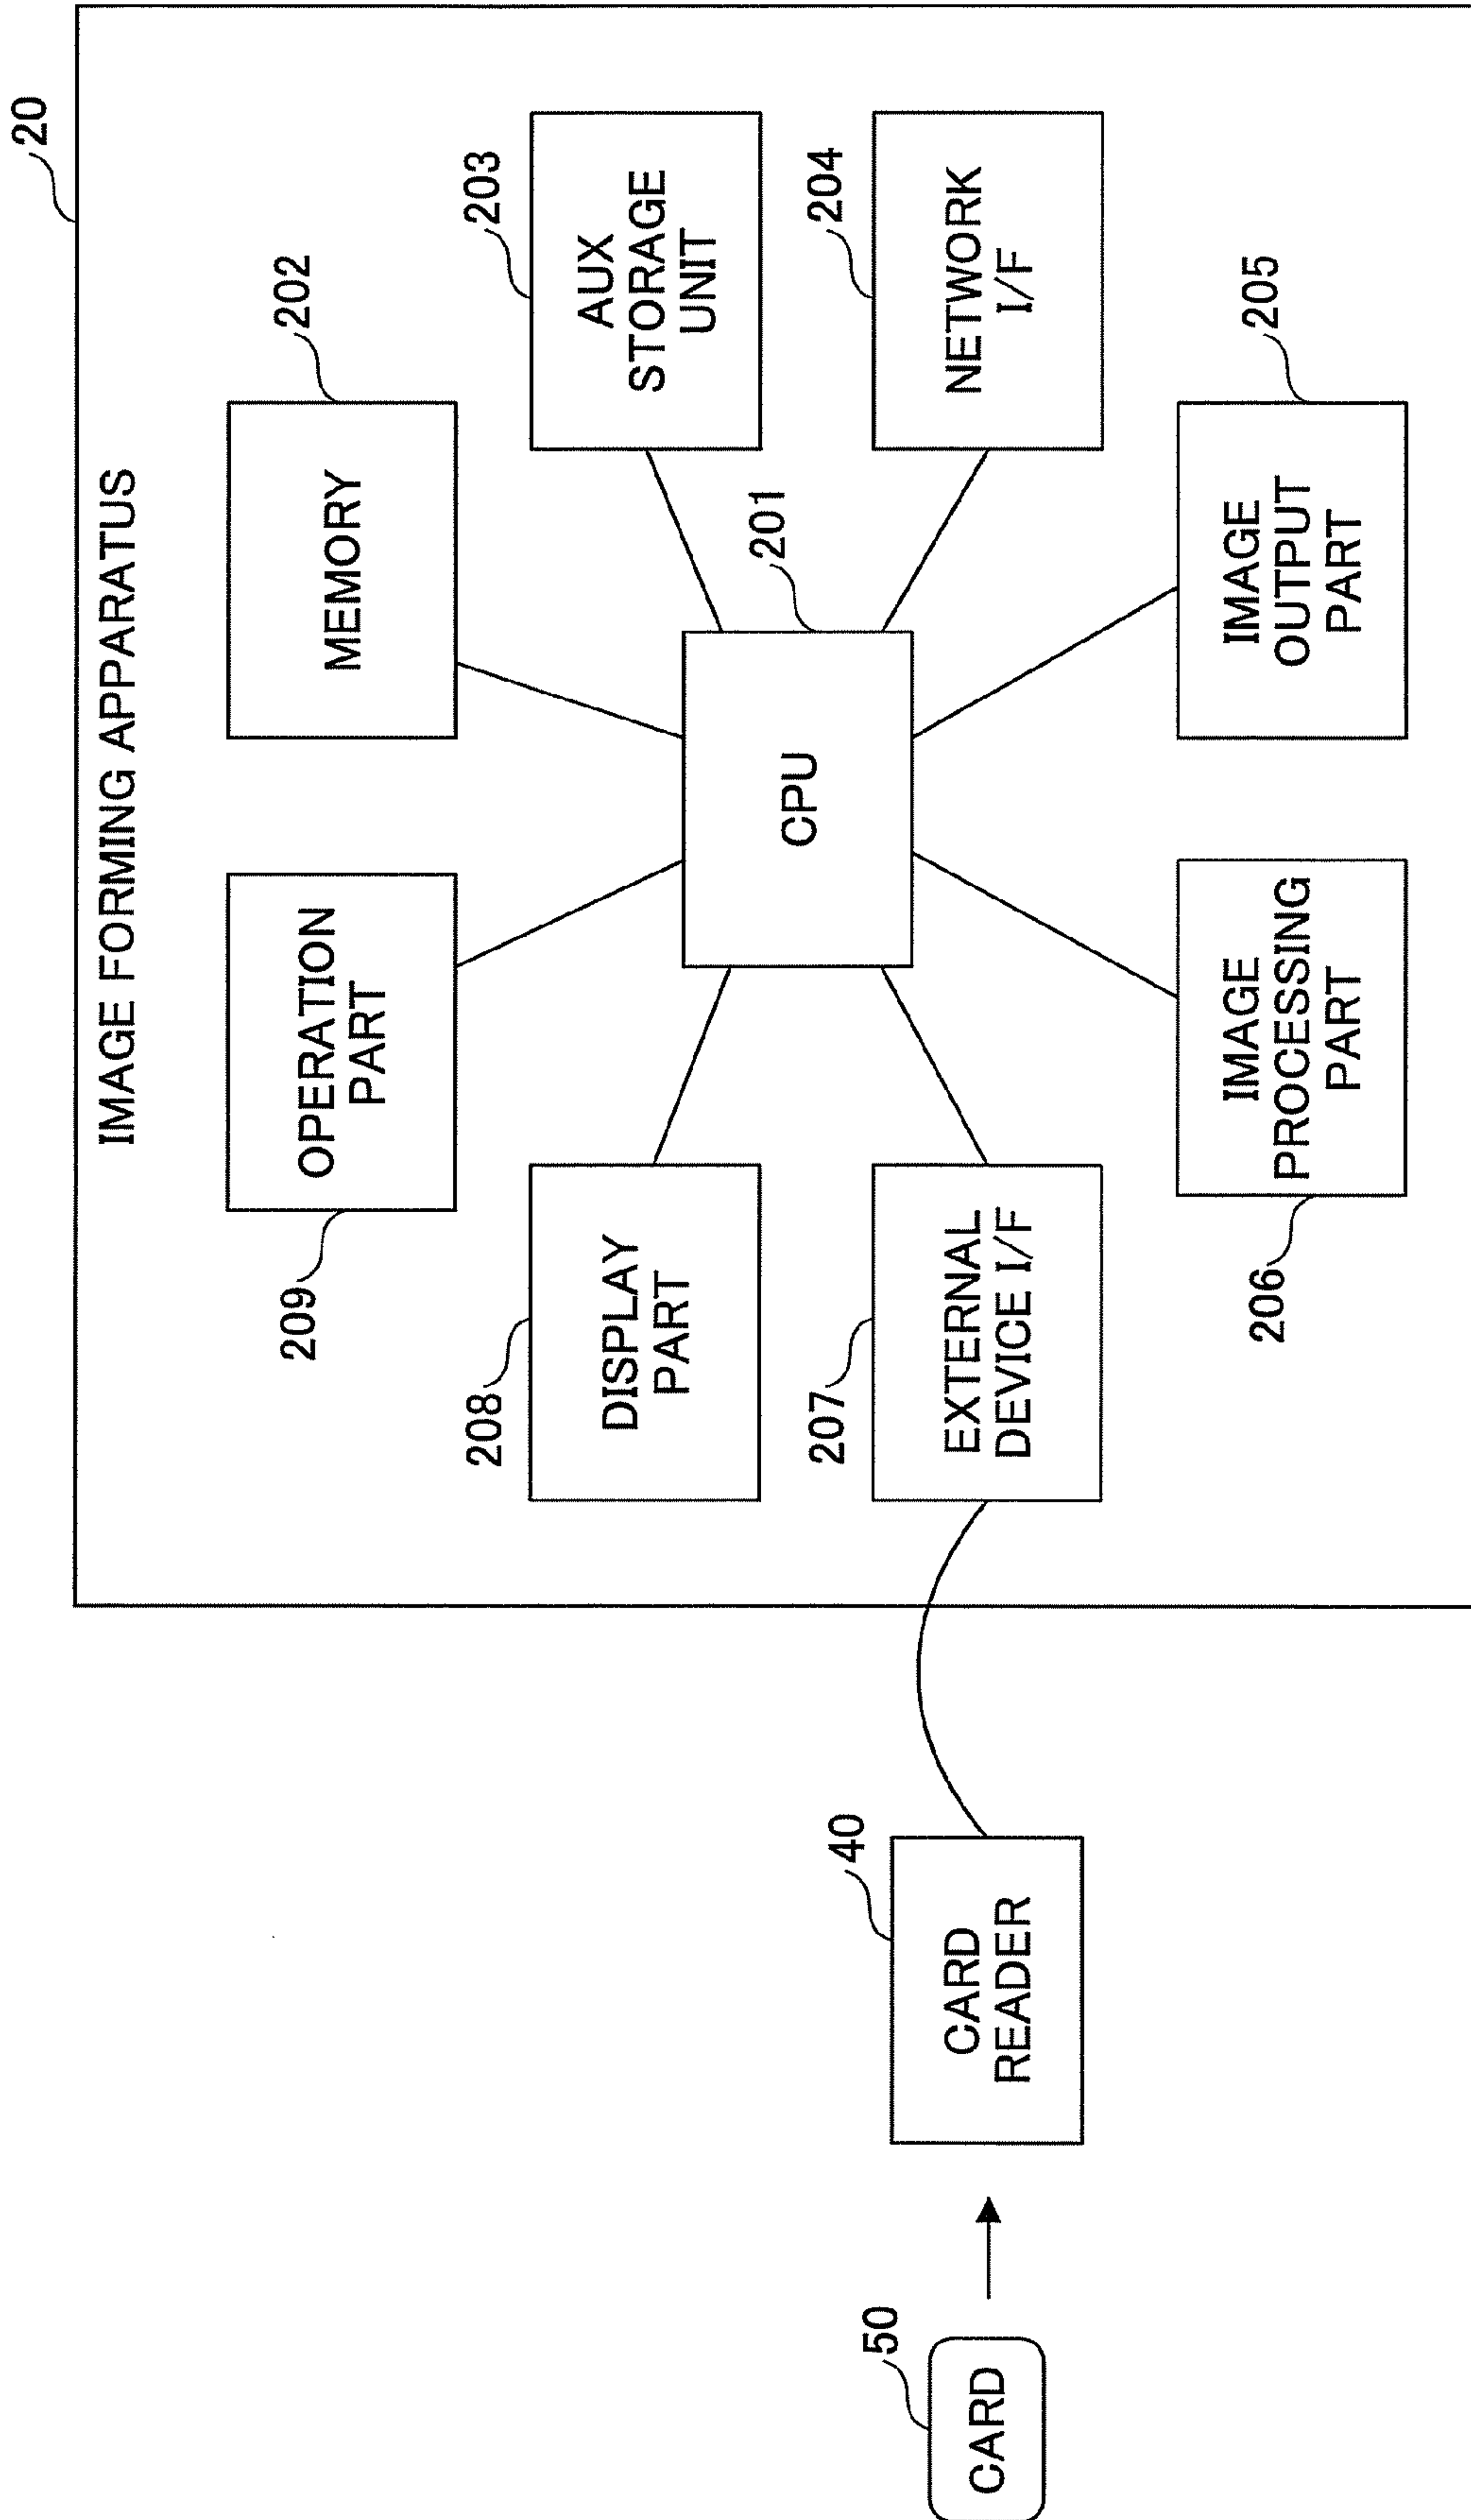 20
IMAGE FORMING APPARATUS
209
OPERATION
PART
MEMORY
202
208
DISPLAY
PART
AUX
STORAGE
UNIT
203
CPU
201
207
EXTERNAL
DEVICE I/F
NETWORK
I/F
204
206
IMAGE
PROCESSING
PART
IMAGE
OUTPUT
PART
205
40
CARD
READER
50
CARD